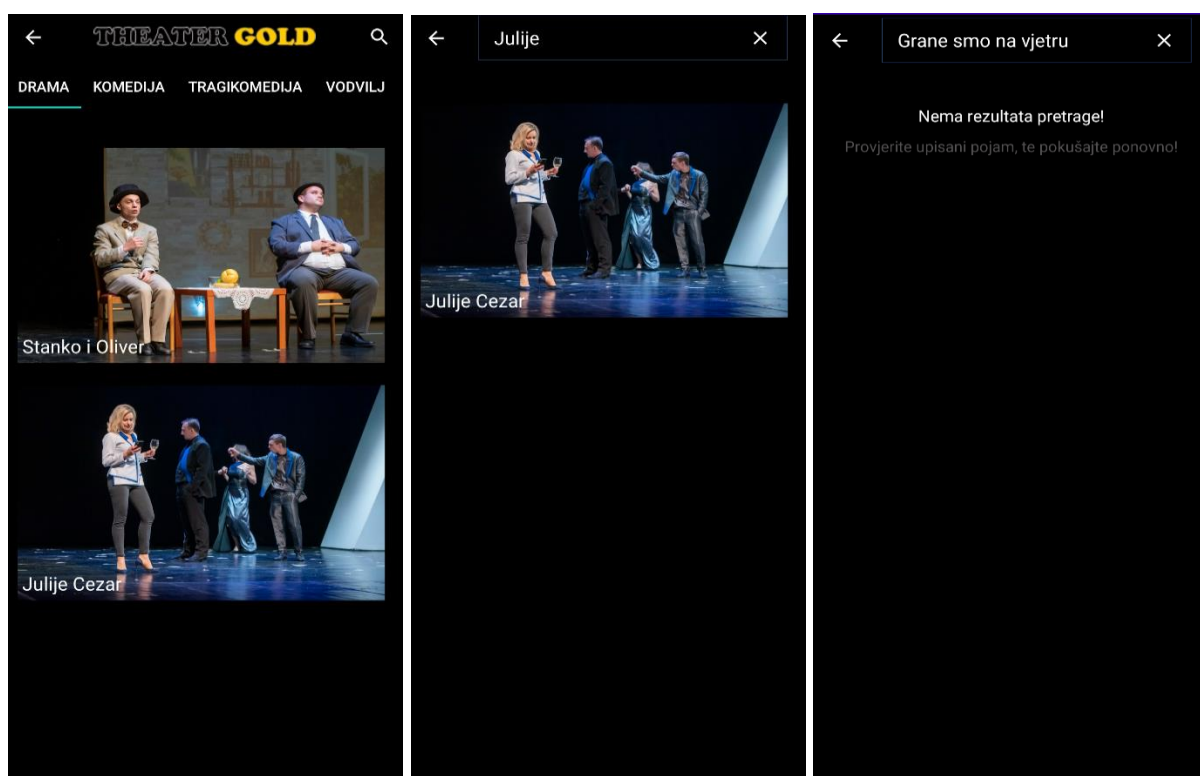 THEATER GOLD
DRAMA KOMEDIJA TRAGIKOMEDIJA VODVILJ
Stanko i Oliver
Julije Cezar
Julije
Julije Cezar
Grane smo na vjetru
Nema rezultata pretrage!
Provjerite upisani pojam, te pokušajte ponovno!